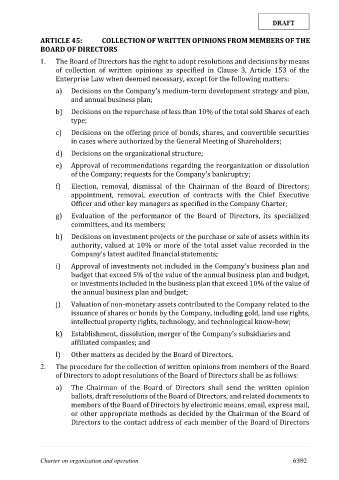 DRAFT
ARTICLE 45: COLLECTION OF WRITTEN OPINIONS FROM MEMBERS OF THE
BOARD OF DIRECTORS
1. The Board of Directors has the right to adopt resolutions and decisions by means
of collection of written opinions as specified in Clause 3, Article 153 of the
Enterprise Law when deemed necessary, except for the following matters:
a) Decisions on the Company's medium-term development strategy and plan,
and annual business plan;
b) Decisions on the repurchase of less than 10% of the total sold Shares of each
type;
c) Decisions on the offering price of bonds, shares, and convertible securities
in cases where authorized by the General Meeting of Shareholders;
d) Decisions on the organizational structure;
e) Approval of recommendations regarding the reorganization or dissolution
of the Company; requests for the Company's bankruptcy;
f) Election, removal, dismissal of the Chairman of the Board of Directors;
appointment, removal, execution of contracts with the Chief Executive
Officer and other key managers as specified in the Company Charter;
g) Evaluation of the performance of the Board of Directors, its specialized
committees, and its members;
h) Decisions on investment projects or the purchase or sale of assets within its
authority, valued at 10% or more of the total asset value recorded in the
Company's latest audited financial statements;
i) Approval of investments not included in the Company's business plan and
budget that exceed 5% of the value of the annual business plan and budget,
or investments included in the business plan that exceed 10% of the value of
the annual business plan and budget;
j) Valuation of non-monetary assets contributed to the Company related to the
issuance of shares or bonds by the Company, including gold, land use rights,
intellectual property rights, technology, and technological know-how;
k) Establishment, dissolution, merger of the Company's subsidiaries and
affiliated companies; and
l) Other matters as decided by the Board of Directors.
2. The procedure for the collection of written opinions from members of the Board
of Directors to adopt resolutions of the Board of Directors shall be as follows:
a) The Chairman of the Board of Directors shall send the written opinion
ballots, draft resolutions of the Board of Directors, and related documents to
members of the Board of Directors by electronic means, email, express mail,
or other appropriate methods as decided by the Chairman of the Board of
Directors to the contact address of each member of the Board of Directors
Charter on organization and operation 6392